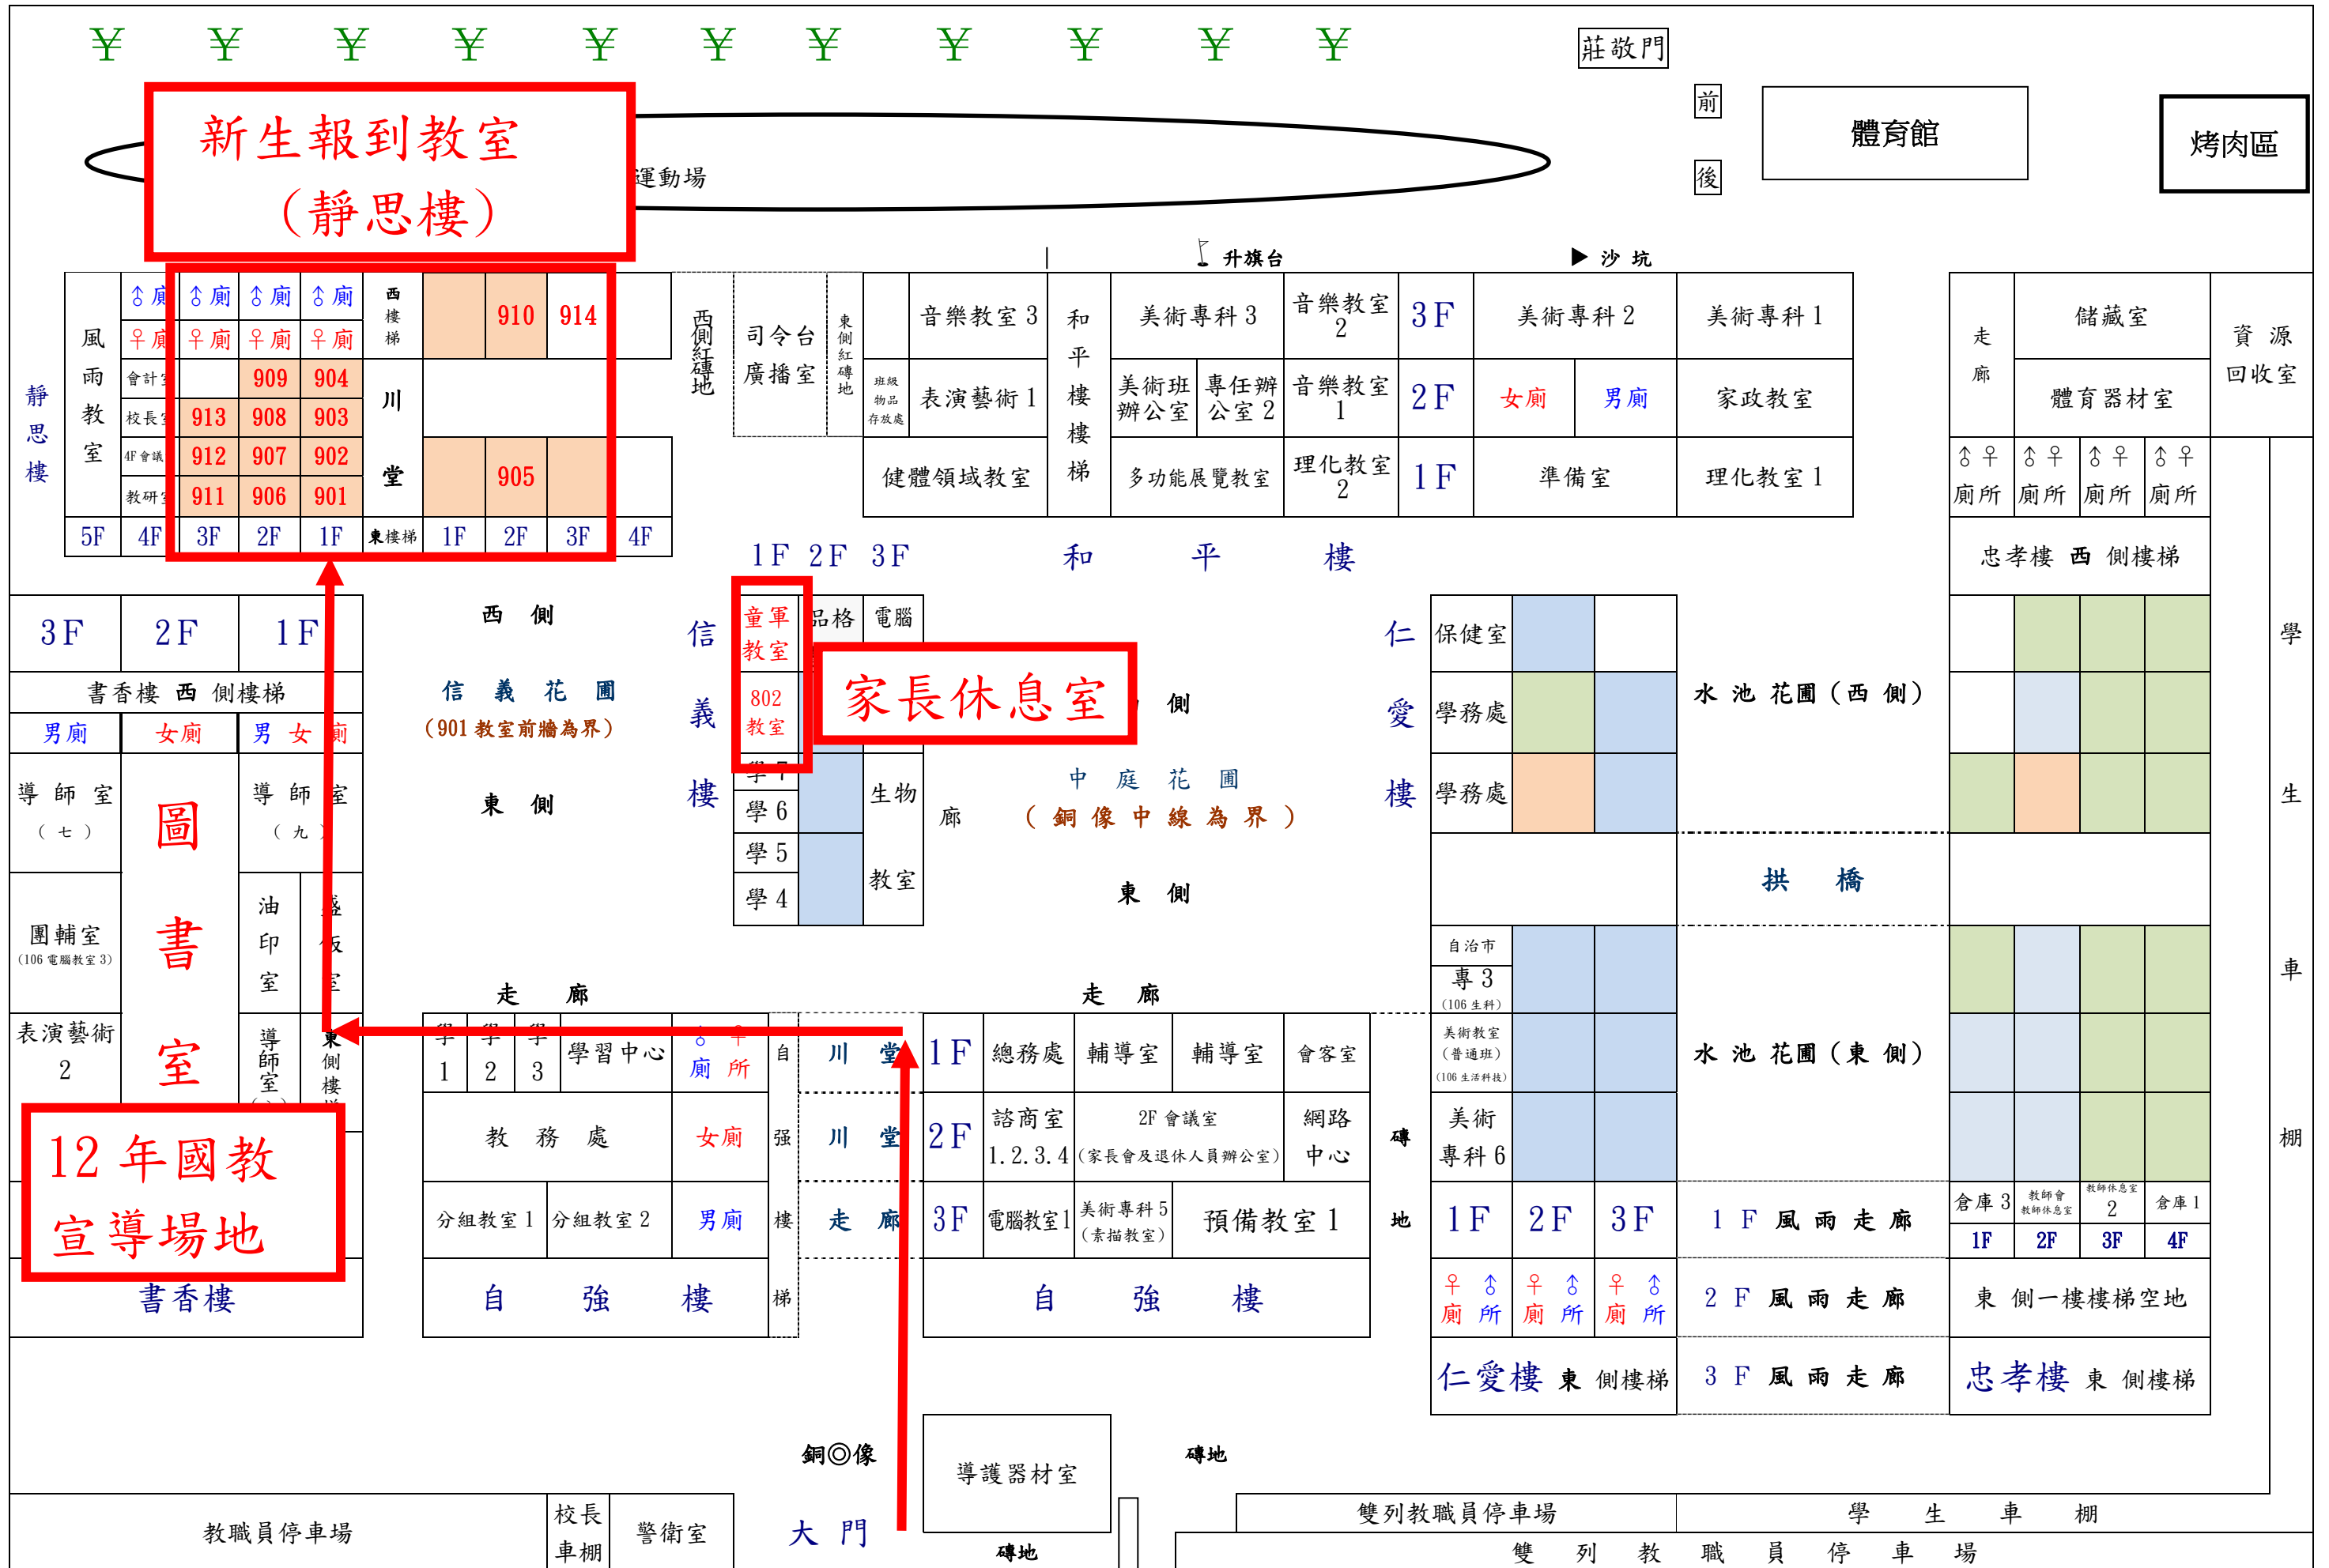 ¥ ¥ ¥ ¥ ¥ ¥ ¥ ¥ ¥ ¥ ¥
莊敬門
前
後
體育館
烤肉區
新生報到教室
（靜思樓）
運動場
升旗台
▶ 沙 坑
靜思樓
風雨教室
♂廁 ♂廁 ♂廁 ♂廁
♀廁 ♀廁 ♀廁 ♀廁
西樓梯
910 914
會計
909 904
校長
913 908 903
4F會議
912 907 902
教研
911 906 901
川堂
905
5F 4F 3F 2F 1F 東樓梯 1F 2F 3F 4F
西側紅磚地
司令台
廣播室
東側紅磚地
音樂教室 3
和平樓樓梯
美術專科 3
音樂教室 2
3F
美術專科 2
美術專科 1
班級物品存放處
表演藝術 1
美術班辦公室
專任辦公室 2
音樂教室 1
2F
女廁
男廁
家政教室
健體領域教室
多功能展覽教室
理化教室 2
1F
準備室
理化教室 1
走廊
儲藏室
資 源
回收室
體育器材室
♂♀ ♂♀ ♂♀ ♂♀
廁所 廁所 廁所 廁所
忠孝樓 西 側樓梯
1F 2F 3F
和 平 樓
3F 2F 1F
書香樓 西 側樓梯
男廁 女廁 男 女 廁
導 師 室
（ 七 ）
圖書室
導 師 室
（ 九 ）
團輔室
(106 電腦教室 3)
油印室
盛飯室
表演藝術
2
導師室
東側樓
12 年國教
宣導場地
書香樓
西 側
信 義 花 圃
（901 教室前牆為界）
東 側
信義樓
童軍
教室
品格
電腦
802
教室
家長休息室
學 7
學 6
學 5
學 4
生物
教室
廊
側
中 庭 花 圃
( 銅 像 中 線 為 界 )
東 側
仁愛樓
保健室
學務處
學務處
水 池 花圃（西 側）
拱 橋
自治市
專 3
(106 生科)
美術教室
(普通班)
(106 生活科技)
美術
專科 6
水 池 花圃（東 側）
學生車棚
走 廊
走 廊
學 1
學 2
學 3
學習中心
♂ ♀
廁 所
自强樓梯
川 堂
1F
總務處
輔導室
輔導室
會客室
教 務 處
女廁
川 堂
2F
諮商室
1.2.3.4
2F 會議室
(家長會及退休人員辦公室)
網路
中心
分組教室 1
分組教室 2
男廁
走 廊
3F
電腦教室1
美術專科 5
(素描教室)
預備教室 1
磚地
自 強 樓
自 強 樓
1F 2F 3F
1 F 風 雨 走 廊
倉庫 3
教師會
教師休息室
教師休息室
2
倉庫 1
1F 2F 3F 4F
♀ ♂ ♀ ♂ ♀ ♂
廁 所 廁 所 廁 所
2 F 風 雨 走 廊
東 側一樓樓梯空地
仁愛樓 東 側樓梯
3 F 風 雨 走 廊
忠孝樓 東 側樓梯
銅◎像
導護器材室
磚地
教職員停車場
校長
車棚
警衛室
大 門
磚地
雙列教職員停車場
學 生 車 棚
雙 列 教 職 員 停 車 場